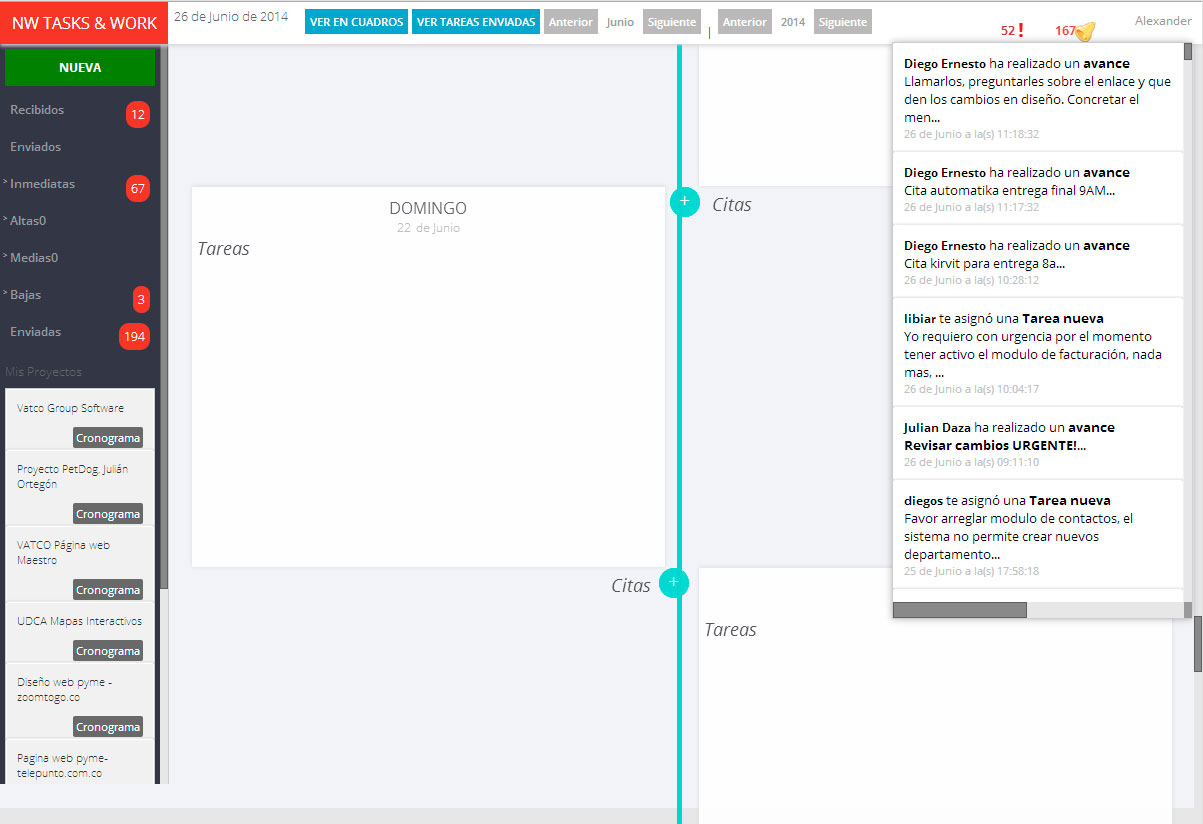 NW TASKS & WORK
26 de Junio de 2014
VER EN CUADROS
VER TAREAS ENVIADAS
Anterior
Junio
Siguiente
|
Anterior
2014
Siguiente
52!
167
Alexander
NUEVA
Recibidos 12
Enviados
Inmediatas 67
Altas0
Medias0
Bajas 3
Enviadas 194
Mis Proyectos
Vatco Group Software
Cronograma
Proyecto PetDog, Julián
Ortegón
Cronograma
VATCO Página web
Maestro
Cronograma
UDCA Mapas Interactivos
Cronograma
Diseño web pyme -
zoomtogo.co
Cronograma
Pagina web pyme-
telepunto.com.co
DOMINGO
22 de Junio
Tareas
+
Citas
Citas
+
Tareas
Diego Ernesto ha realizado un avance
Llamarlos, preguntarles sobre el enlace y que
den los cambios en diseño. Concretar el
men...
26 de Junio a la(s) 11:18:32
Diego Ernesto ha realizado un avance
Cita automatika entrega final 9AM...
26 de Junio a la(s) 11:17:32
Diego Ernesto ha realizado un avance
Cita kirvit para entrega 8a...
26 de Junio a la(s) 10:28:12
libiar te asignó una Tarea nueva
Yo requiero con urgencia por el momento
tener activo el modulo de facturación, nada
mas, ...
26 de Junio a la(s) 10:04:17
Julian Daza ha realizado un avance
Revisar cambios URGENTE!...
26 de Junio a la(s) 09:11:10
diegos te asignó una Tarea nueva
Favor arreglar modulo de contactos, el
sistema no permite crear nuevos
departamento...
25 de Junio a la(s) 17:58:18